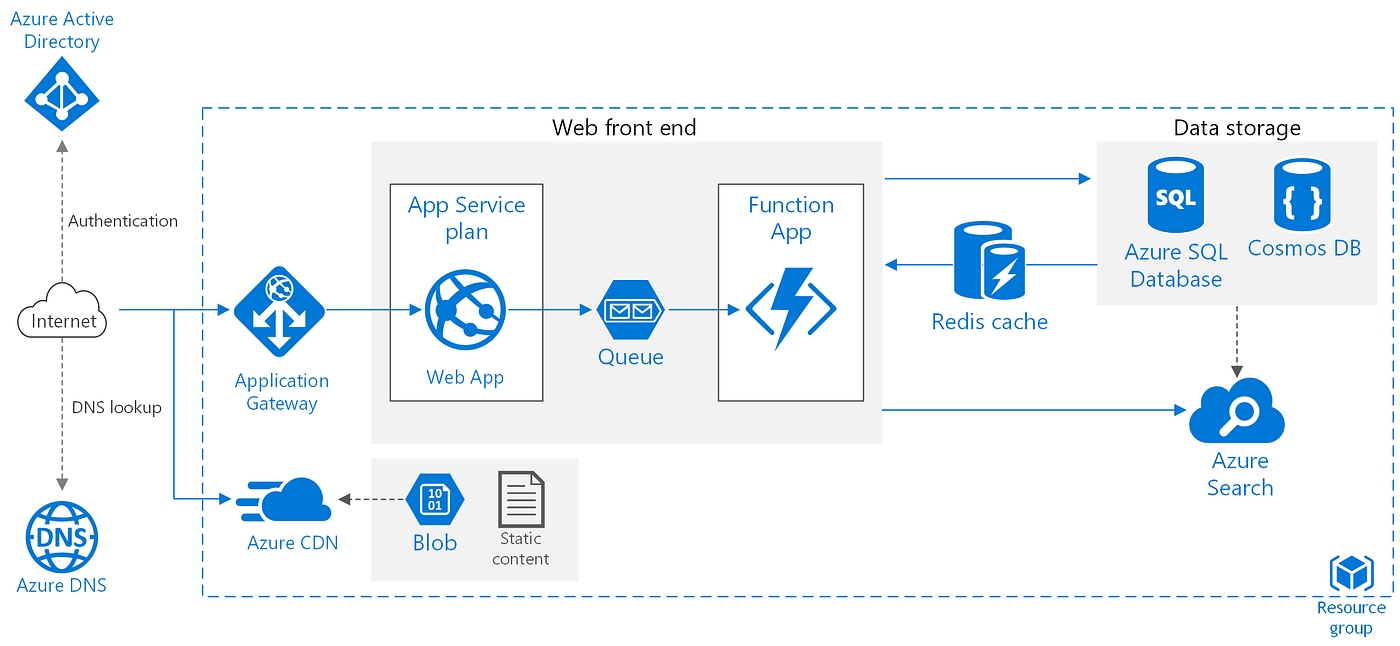 Azure Active
Directory
Authentication
Internet
DNS lookup
DNS
Azure DNS
Application
Gateway
Azure CDN
Web front end
App Service
plan
Web App
Queue
Function
App
10
01
Blob
Static
content
Redis cache
Data storage
SQL
Azure SQL
Database
{ }
Cosmos DB
Azure
Search
Resource
group